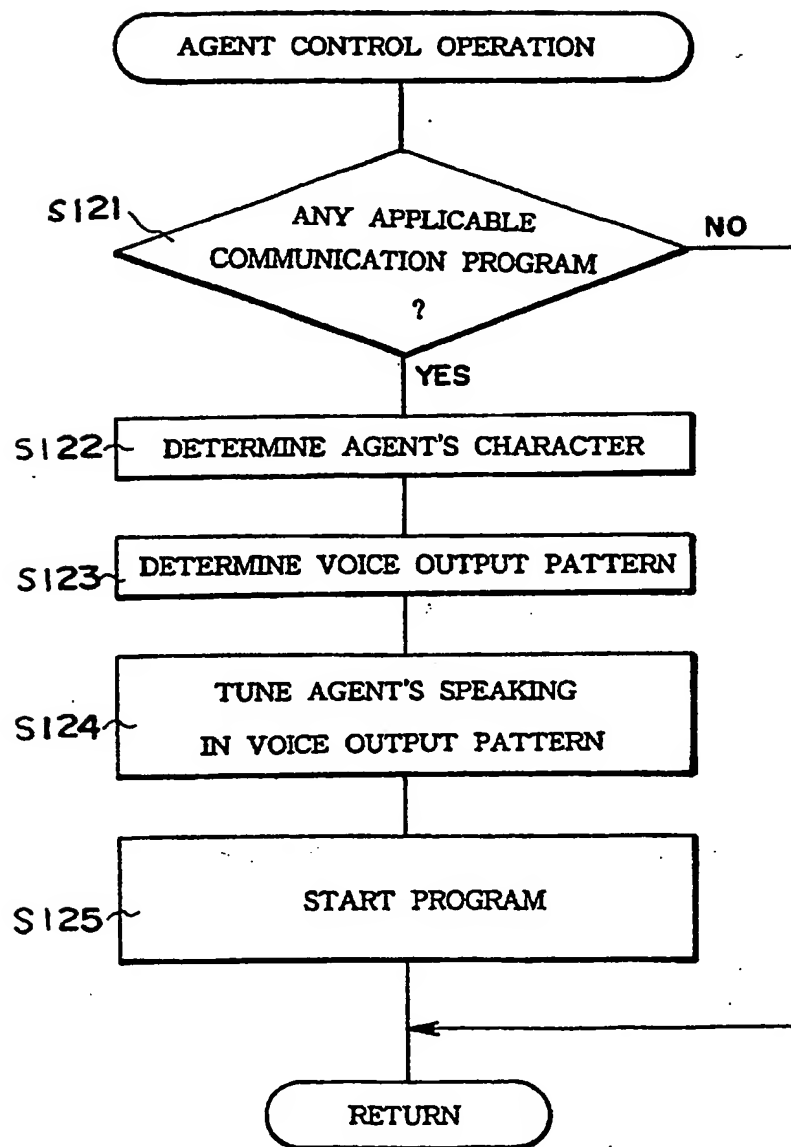 AGENT CONTROL OPERATION
S121
ANY APPLICABLE
COMMUNICATION PROGRAM
?
NO
YES
S122
DETERMINE AGENT'S CHARACTER
S123
DETERMINE VOICE OUTPUT PATTERN
S124
TUNE AGENT'S SPEAKING
IN VOICE OUTPUT PATTERN
S125
START PROGRAM
RETURN